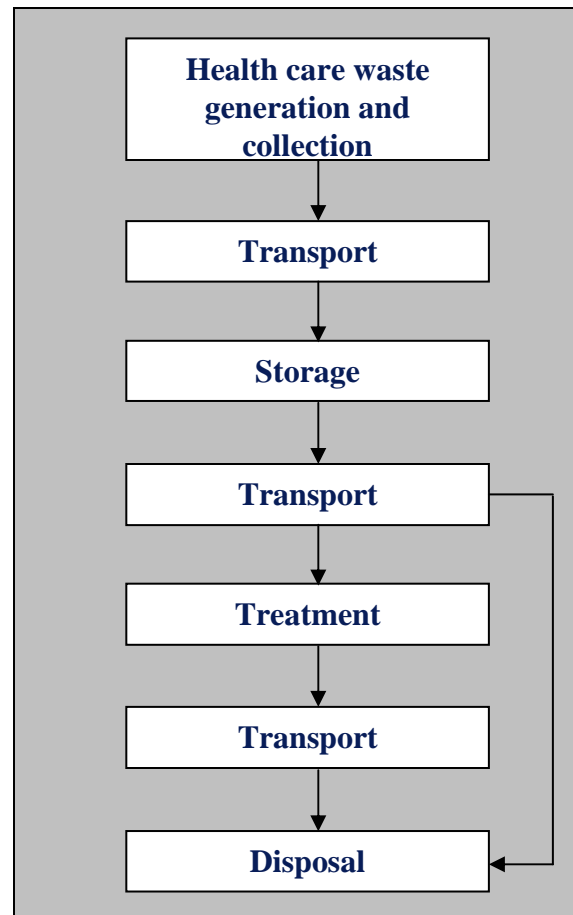 Health care waste
generation and
collection
Transport
Storage
Transport
Treatment
Transport
Disposal